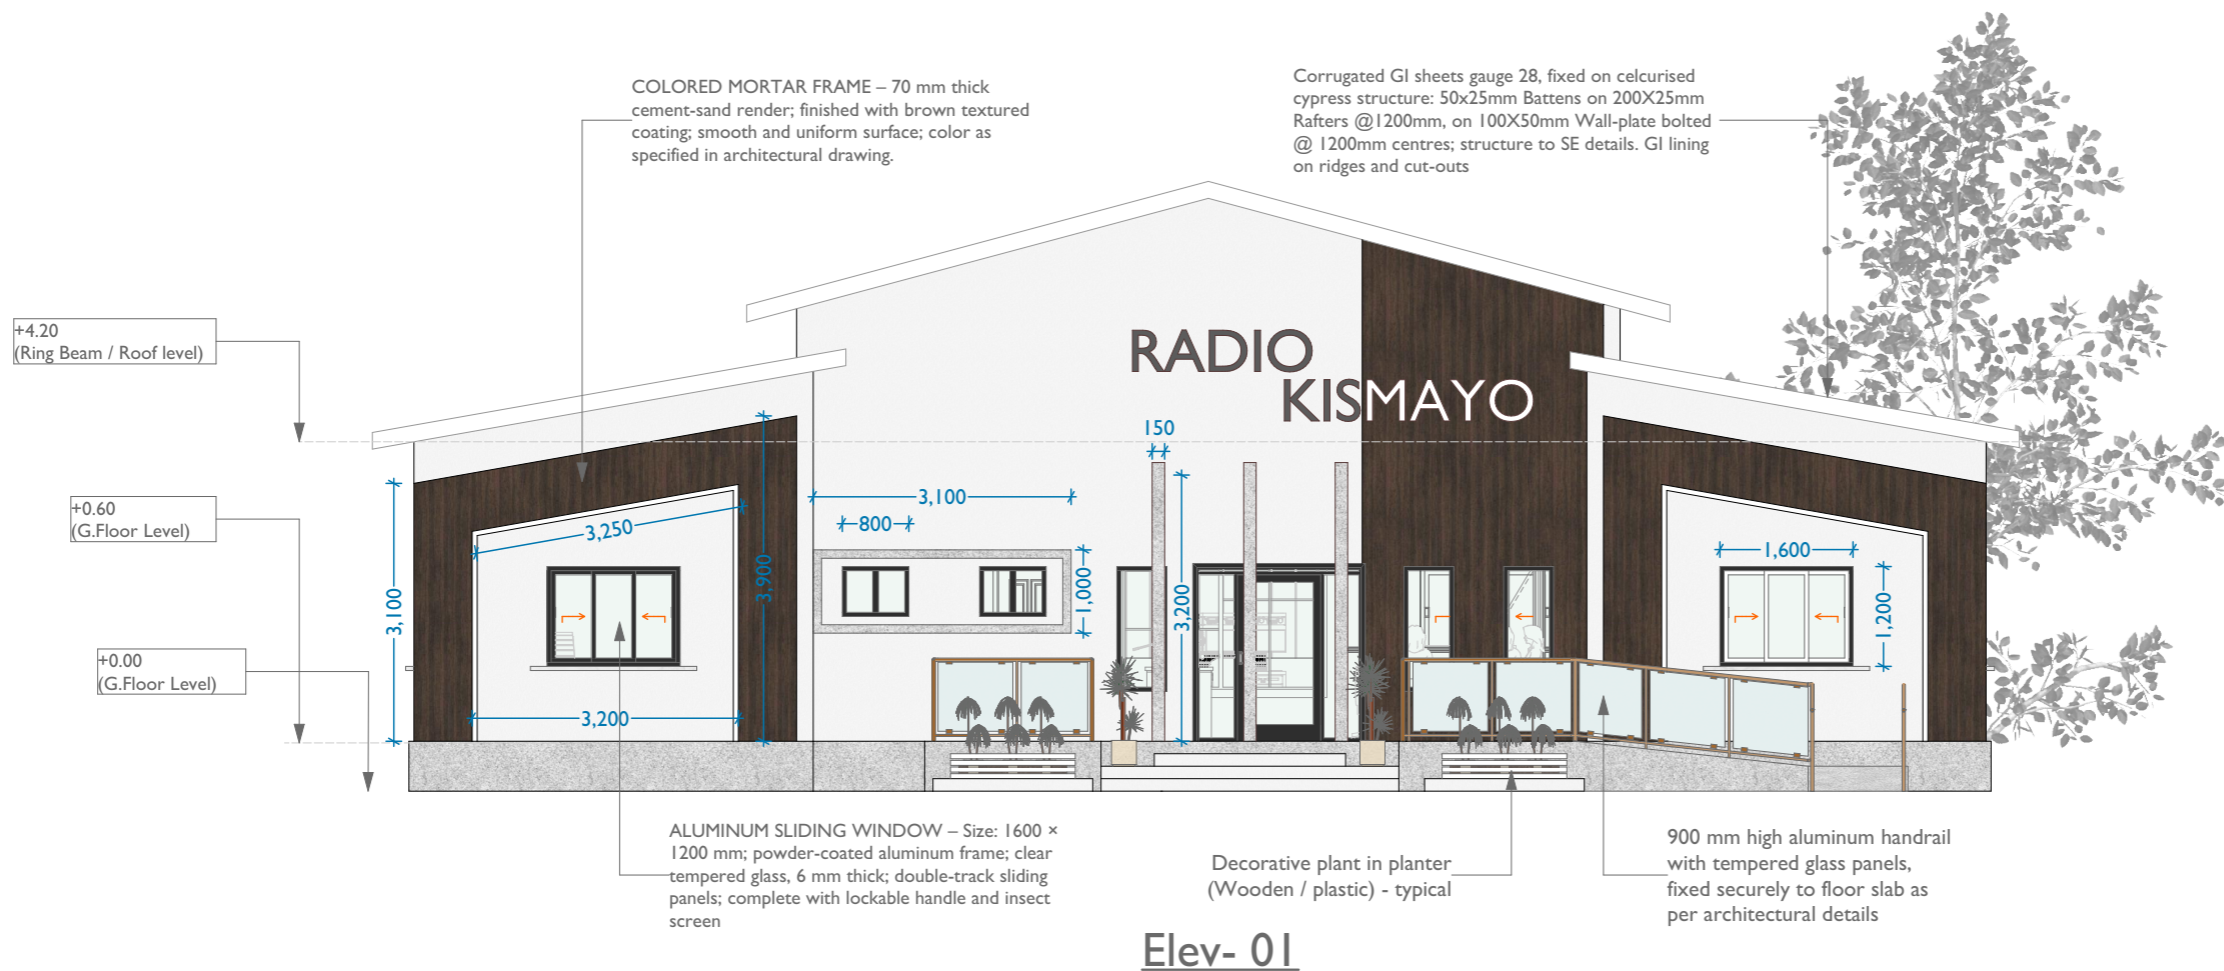 COLORED MORTAR FRAME – 70 mm thick
cement-sand render; finished with brown textured
coating; smooth and uniform surface; color as
specified in architectural drawing.
Corrugated GI sheets gauge 28, fixed on celcurised
cypress structure: 50x25mm Battens on 200X25mm
Rafters @1200mm, on 100X50mm Wall-plate bolted
@ 1200mm centres; structure to SE details. GI lining
on ridges and cut-outs
+4.20
(Ring Beam / Roof level)
+0.60
(G.Floor Level)
+0.00
(G.Floor Level)
RADIO
KISMAYO
150
3,100
800
3,250
3,900
1,000
3,200
3,100
1,600
1,200
3,200
ALUMINUM SLIDING WINDOW – Size: 1600 ×
1200 mm; powder-coated aluminum frame; clear
tempered glass, 6 mm thick; double-track sliding
panels; complete with lockable handle and insect
screen
Decorative plant in planter
(Wooden / plastic) - typical
900 mm high aluminum handrail
with tempered glass panels,
fixed securely to floor slab as
per architectural details
Elev- 01